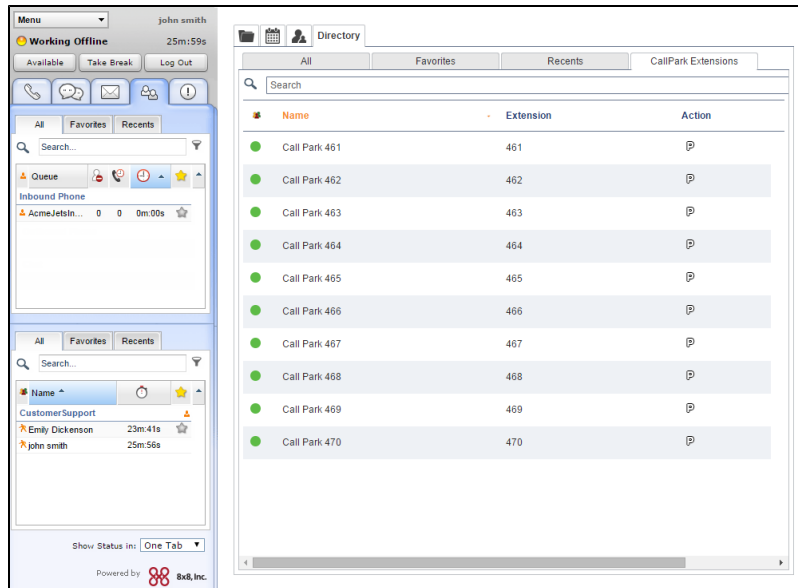 Menu john smith
Working Offline 25m:59s
Available Take Break Log Out
All Favorites Recents
Search...
Queue
Inbound Phone
AcmeJetsIn... 0 0 0m:00s
All Favorites Recents
Search...
Name
CustomerSupport
Emily Dickenson 23m:41s
john smith 25m:56s
Show Status in: One Tab
Powered by 8x8, Inc.
Directory
All Favorites Recents CallPark Extensions
Search
Name Extension Action
Call Park 461 461
Call Park 462 462
Call Park 463 463
Call Park 464 464
Call Park 465 465
Call Park 466 466
Call Park 467 467
Call Park 468 468
Call Park 469 469
Call Park 470 470